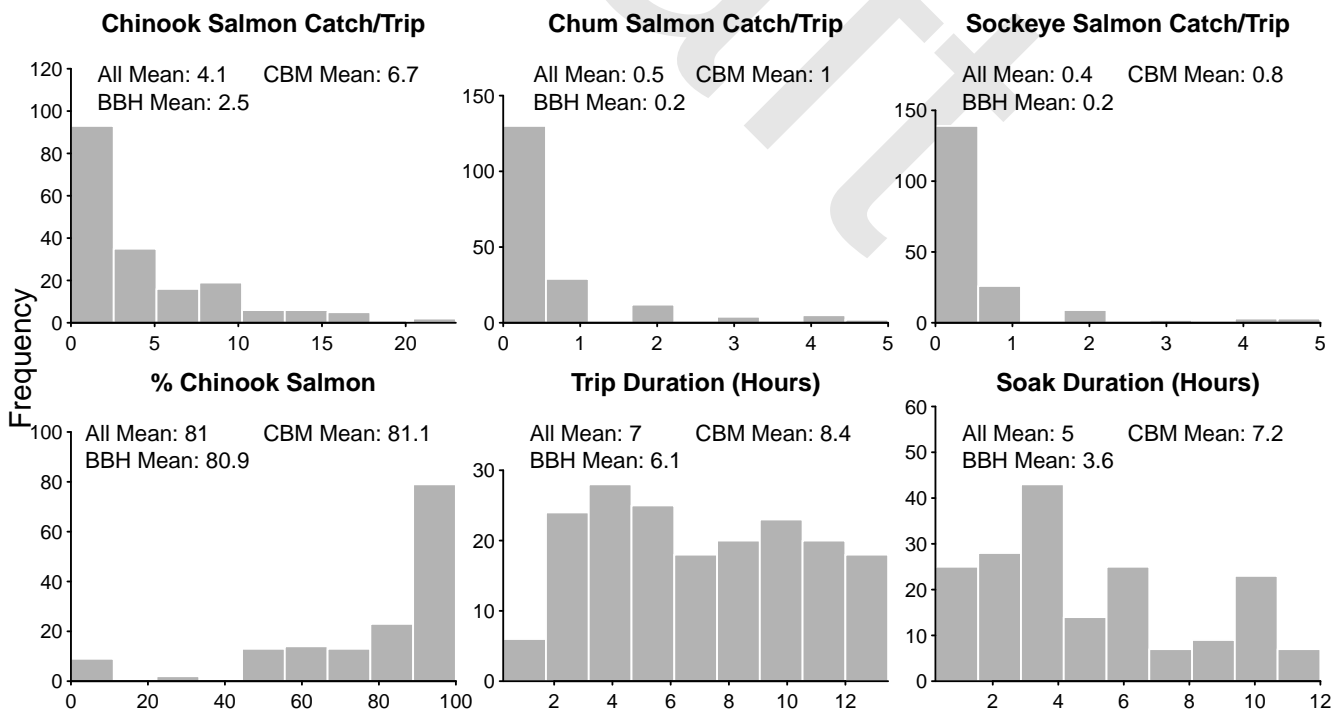 Chinook Salmon Catch/Trip
All Mean: 4.1 CBM Mean: 6.7
BBH Mean: 2.5
120
100
80
60
40
20
0
0 5 10 15 20
Chum Salmon Catch/Trip
All Mean: 0.5 CBM Mean: 1
BBH Mean: 0.2
150
100
50
0
0 1 2 3 4 5
Sockeye Salmon Catch/Trip
All Mean: 0.4 CBM Mean: 0.8
BBH Mean: 0.2
150
100
50
0
0 1 2 3 4 5
Frequency
% Chinook Salmon
All Mean: 81 CBM Mean: 81.1
BBH Mean: 80.9
100
80
60
40
20
0
0 20 40 60 80 100
Trip Duration (Hours)
All Mean: 7 CBM Mean: 8.4
BBH Mean: 6.1
30
20
10
0
2 4 6 8 10 12
Soak Duration (Hours)
All Mean: 5 CBM Mean: 7.2
BBH Mean: 3.6
60
50
40
30
20
10
0
2 4 6 8 10 12